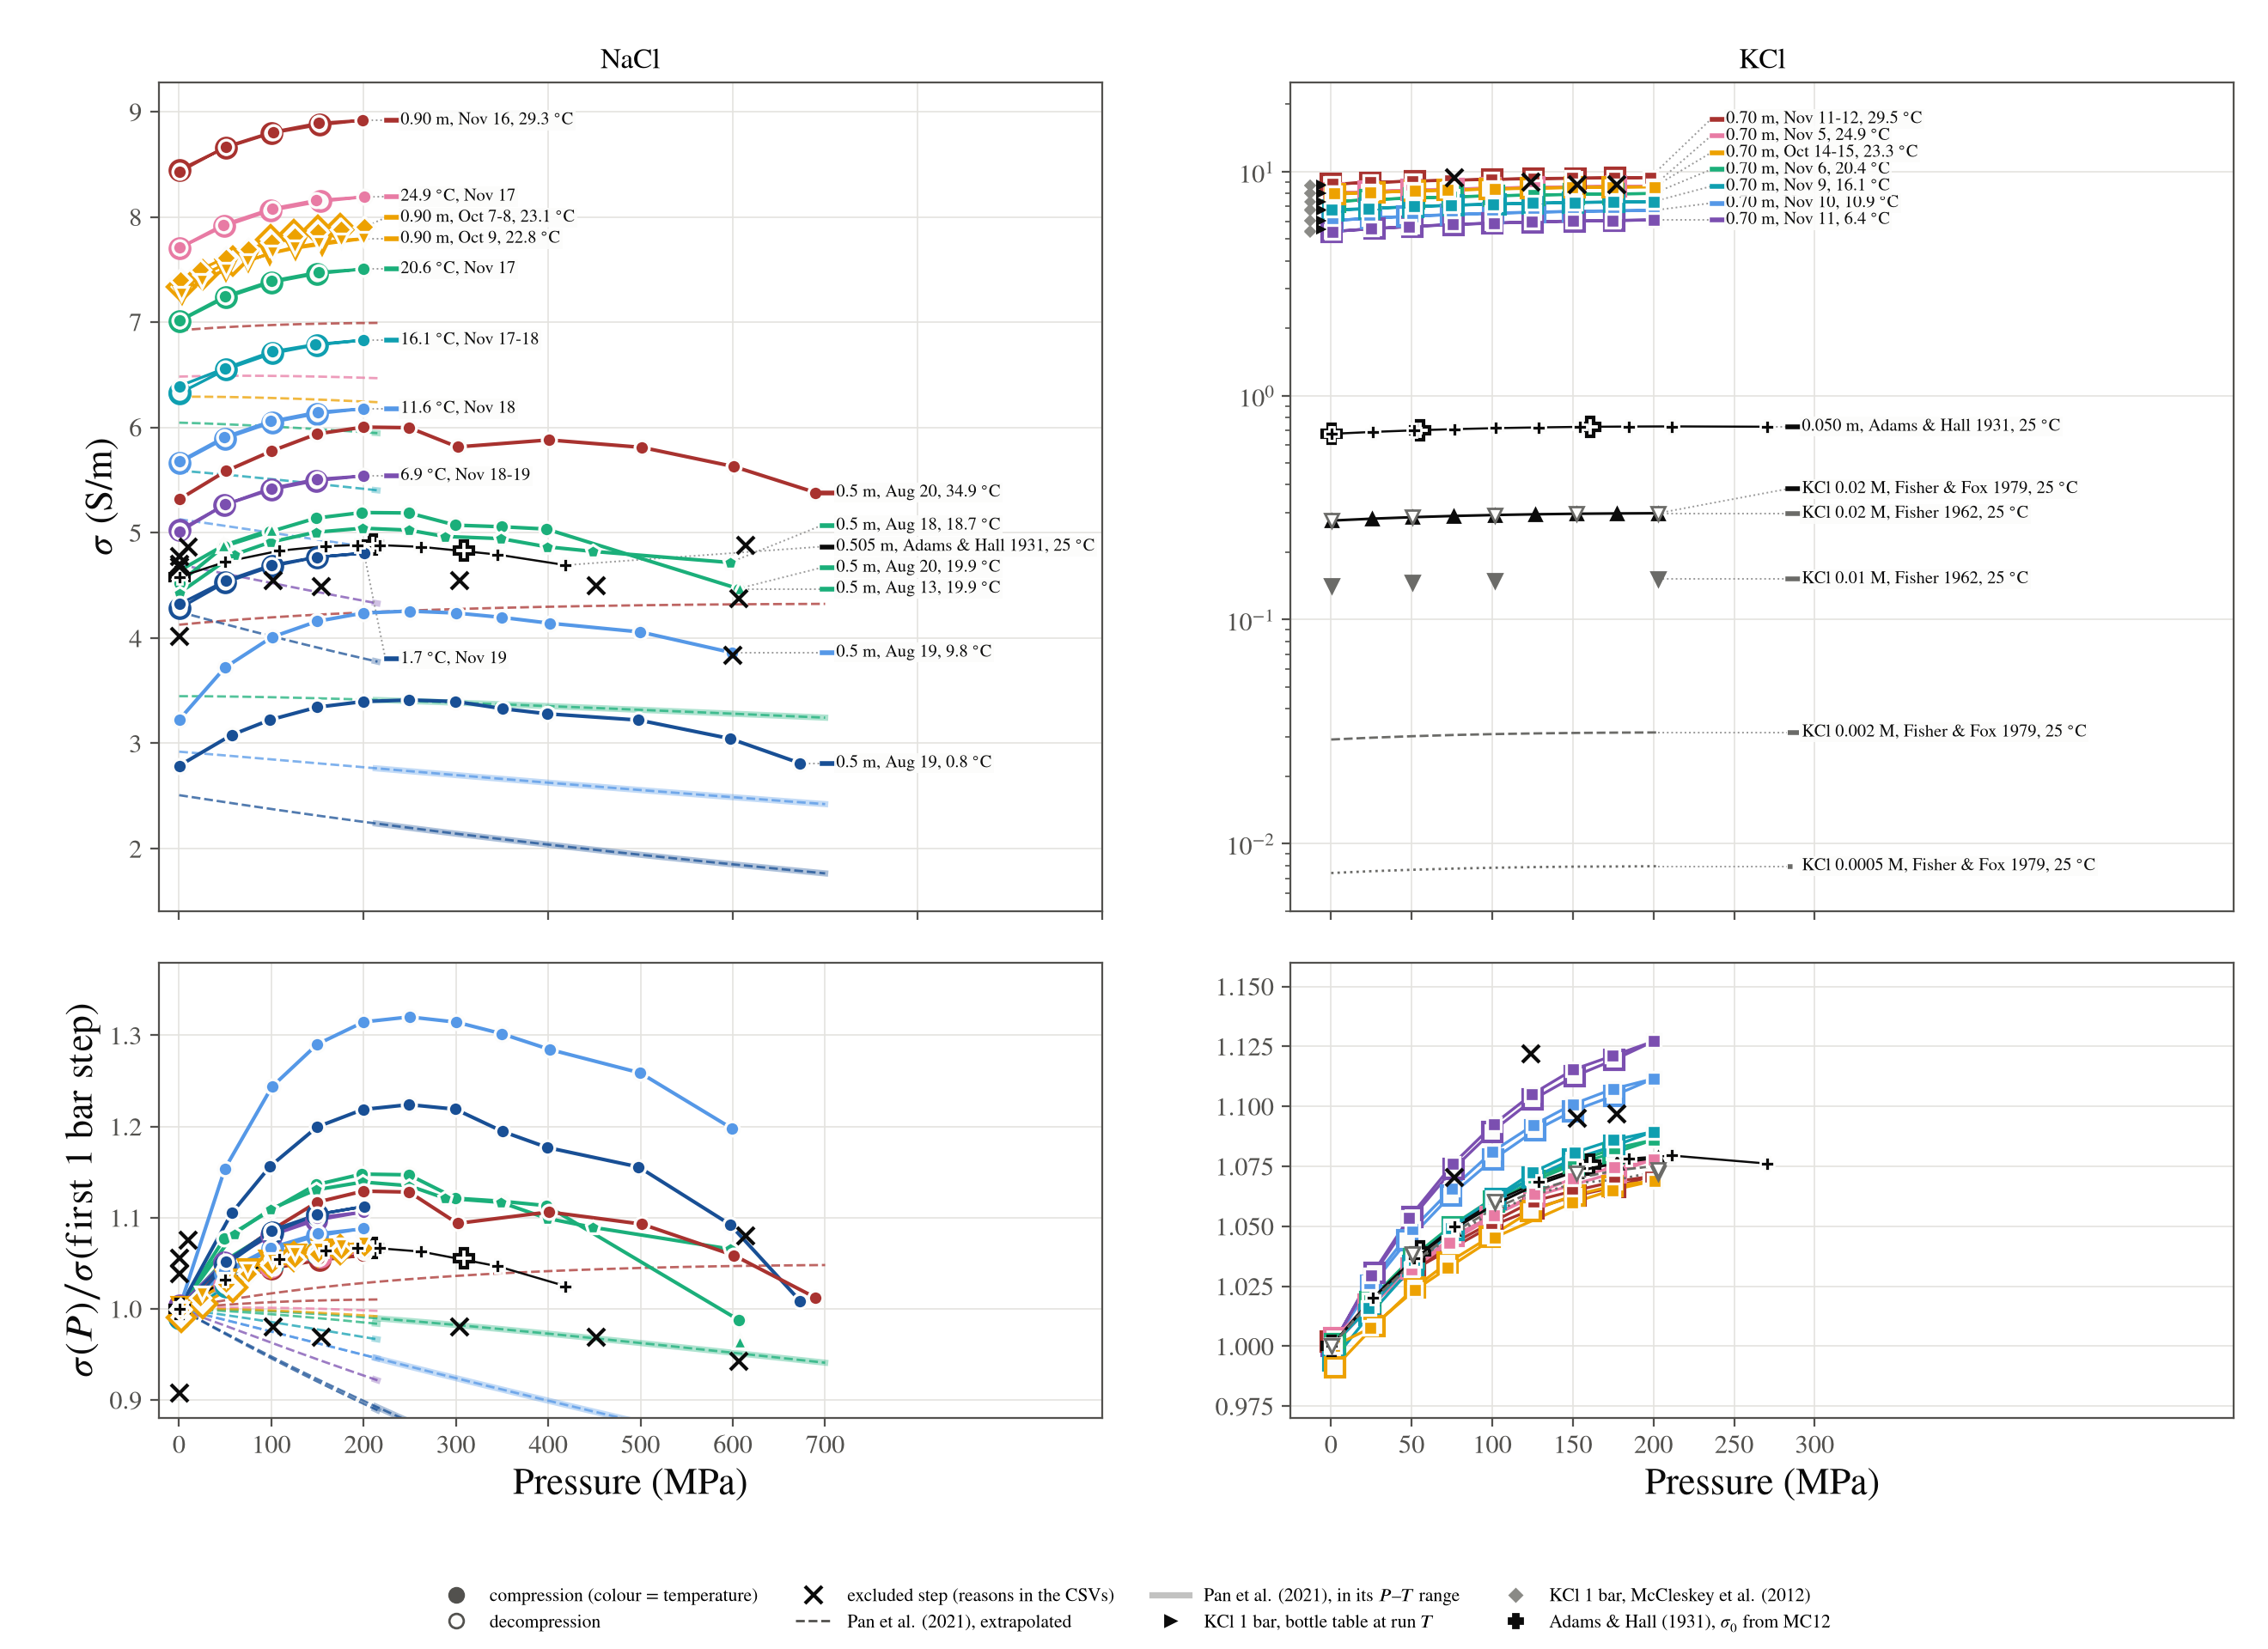 NaCl
KCl
σ (S/m)
9
8
7
6
5
4
3
2
0.90 m, Nov 16, 29.3 °C
24.9 °C, Nov 17
0.90 m, Oct 7-8, 23.1 °C
0.90 m, Oct 9, 22.8 °C
20.6 °C, Nov 17
16.1 °C, Nov 17-18
11.6 °C, Nov 18
6.9 °C, Nov 18-19
0.5 m, Aug 20, 34.9 °C
0.5 m, Aug 18, 18.7 °C
0.505 m, Adams & Hall 1931, 25 °C
0.5 m, Aug 20, 19.9 °C
0.5 m, Aug 13, 19.9 °C
0.5 m, Aug 19, 9.8 °C
1.7 °C, Nov 19
0.5 m, Aug 19, 0.8 °C
10¹
10⁰
10⁻¹
10⁻²
0.70 m, Nov 11-12, 29.5 °C
0.70 m, Nov 5, 24.9 °C
0.70 m, Oct 14-15, 23.3 °C
0.70 m, Nov 6, 20.4 °C
0.70 m, Nov 9, 16.1 °C
0.70 m, Nov 10, 10.9 °C
0.70 m, Nov 11, 6.4 °C
0.050 m, Adams & Hall 1931, 25 °C
KCl 0.02 M, Fisher & Fox 1979, 25 °C
KCl 0.02 M, Fisher 1962, 25 °C
KCl 0.01 M, Fisher 1962, 25 °C
KCl 0.002 M, Fisher & Fox 1979, 25 °C
KCl 0.0005 M, Fisher & Fox 1979, 25 °C
σ(P)/σ(first 1 bar step)
1.3
1.2
1.1
1.0
0.9
0 100 200 300 400 500 600 700
Pressure (MPa)
1.150
1.125
1.100
1.075
1.050
1.025
1.000
0.975
0 50 100 150 200 250 300
Pressure (MPa)
compression (colour = temperature)
decompression
excluded step (reasons in the CSVs)
Pan et al. (2021), extrapolated
Pan et al. (2021), in its P–T range
KCl 1 bar, bottle table at run T
KCl 1 bar, McCleskey et al. (2012)
Adams & Hall (1931), σ₀ from MC12